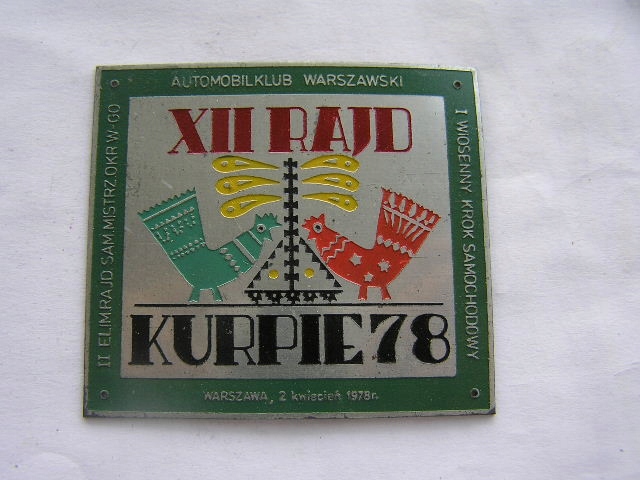 AUTOMOBILKLUB WARSZAWSKI
II ELIM.RAJD SAM.MISTRZ.OKR W-GO
I WIOSENNY KROK SAMOCHODOWY
XII RAJD
KURPIE 78
WARSZAWA, 2 kwiecień 1978r.